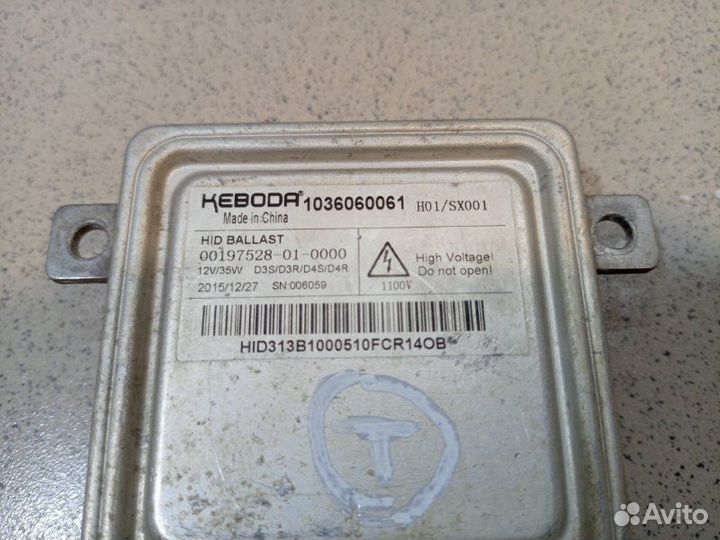 KEBODA® 1036060061 H01/SX001
Made in China
HID BALLAST
00197528-01-0000
12V/35W D3S/D3R/D4S/D4R
2015/12/27 SN:006059
High Voltage!
Do not open!
1100V
HID313B1000510FCR14OB
T
Avito